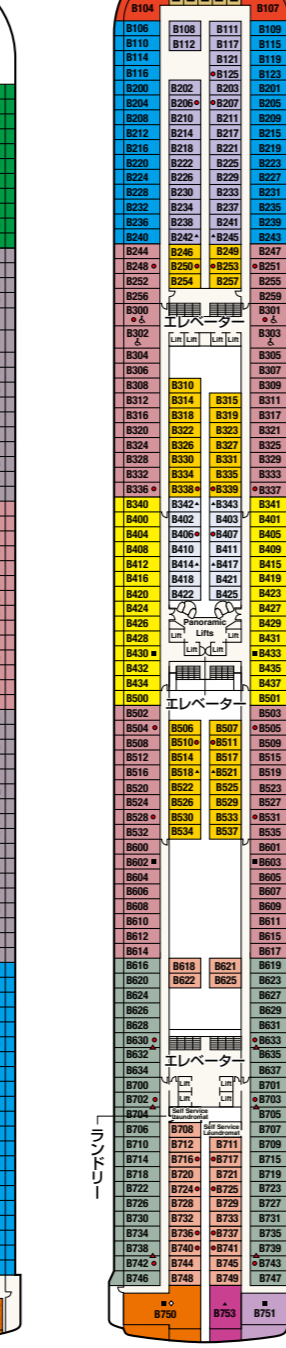 B104 B107
B106 B108 B111 B109
B110 B112 B117 B115
B114 B121 B119
B116 B125 B123
B200 B202 B203 B201
B204 B206 B207 B205
B208 B210 B211 B209
B212 B214 B217 B215
B216 B218 B221 B219
B220 B222 B225 B223
B224 B226 B229 B227
B228 B230 B233 B231
B232 B234 B237 B235
B236 B238 B241 B239
B240 B242 B245 B243
B244 B246 B249 B247
B248 B250 B253 B251
B252 B254 B257 B255
B256 B259
B300 B301
エレベーター
B302 Lift Lift Lift Lift B303
B304 B305
B306 B307
B308 B310 B309
B312 B314 B315 B311
B316 B318 B319 B317
B320 B322 B323 B321
B324 B326 B327 B325
B328 B330 B331 B329
B332 B334 B335 B333
B336 B338 B339 B337
B340 B342 B343 B341
B400 B402 B403 B401
B404 B406 B407 B405
B408 B410 B411 B409
B412 B414 B417 B415
B416 B418 B421 B419
B420 B422 B425 B423
B424 B427
B426 Panoramic B429
B428 Lift Lifts Lift B431
B430 Lift Lift B433
B432 B435
B434 B437
B500 エレベーター B501
B502 B503
B504 B506 B507 B505
B508 B510 B511 B509
B512 B514 B517 B515
B516 B518 B521 B519
B520 B522 B525 B523
B524 B526 B529 B527
B528 B530 B533 B531
B532 B534 B537 B535
B600 B601
B602 B603
B604 B605
B606 B607
B608 B609
B610 B611
B612 B615
B614 B617
B616 B618 B621 B619
B620 B622 B625 B623
B624 B627
B626 B629
B628 B631
B630 B633
B632 エレベーター B635
B634 B637
B700 Lift Lift B701
B702 Lift Lift B703
B704 Self Service Laundromat B705
B706 B708 Self Service Laundromat B707
B710 B712 B711 B709
B714 B716 B717 B715
B718 B720 B721 B719
B722 B724 B725 B723
B726 B728 B729 B727
B730 B732 B733 B731
B734 B736 B737 B735
B738 B740 B741 B739
B742 B744 B745 B743
B746 B748 B749 B747
B750 B753 B751
ランドリー